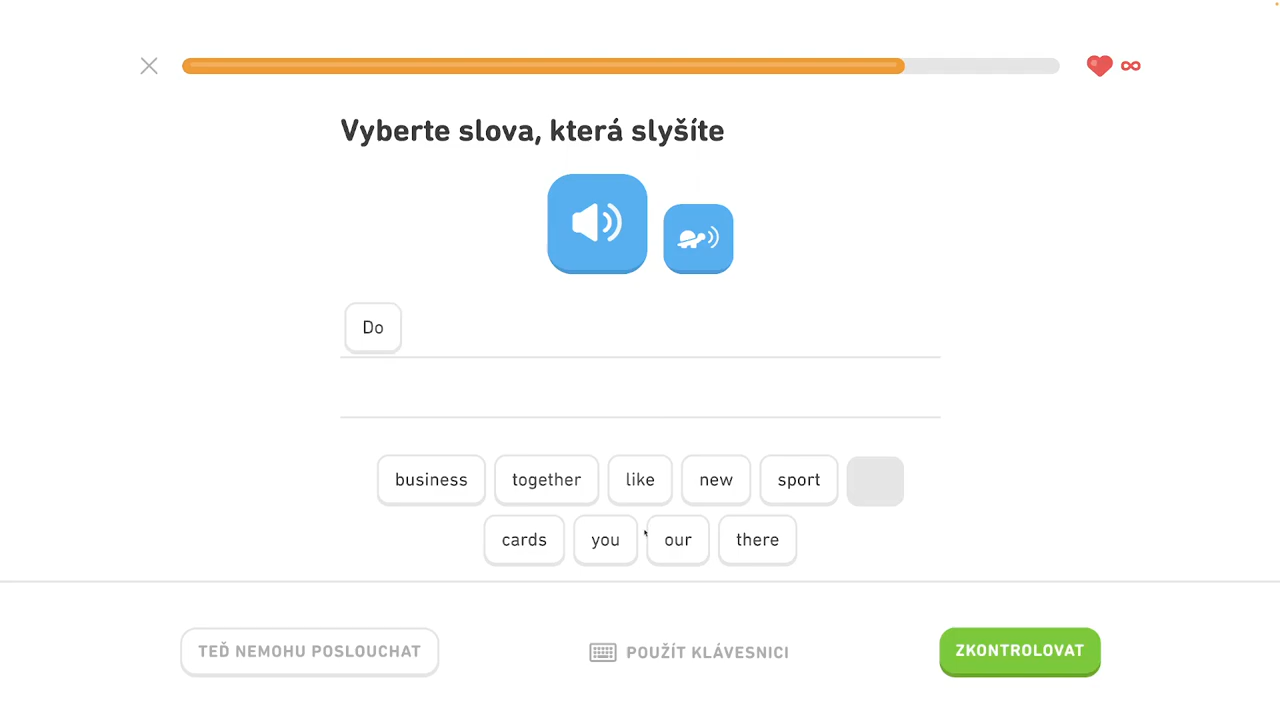 Vyberte slova, která slyšíte
Do
business together like new sport
cards you our there
TEĎ NEMOHU POSLOUCHAT POUŽÍT KLÁVESNICI ZKONTROLOVAT